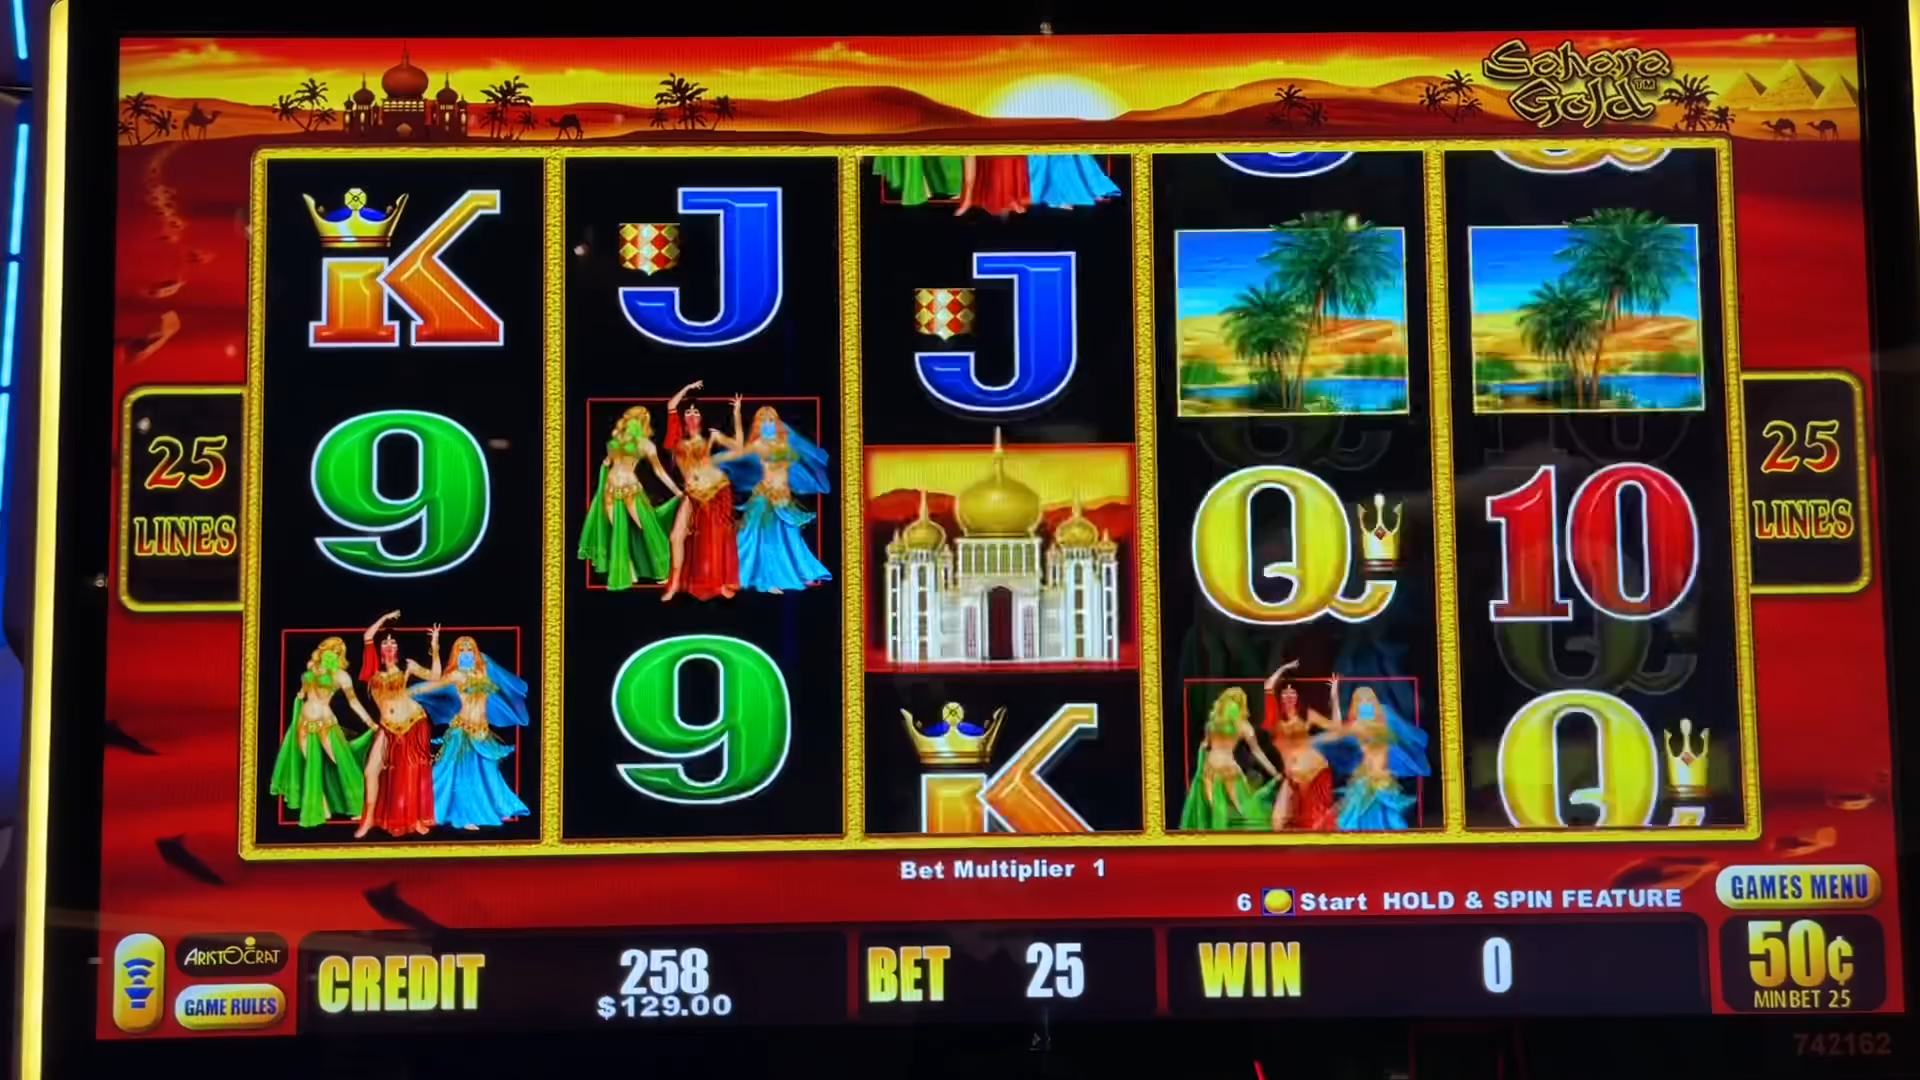 Sahara
Gold™
K J J
9 Q 10
9 K Q
25
LINES
25
LINES
Bet Multiplier 1
6 Start HOLD & SPIN FEATURE
GAMES MENU
ARISTOCRAT
GAME RULES
CREDIT 258
$129.00
BET 25
WIN 0
50¢
MIN BET 25
742162